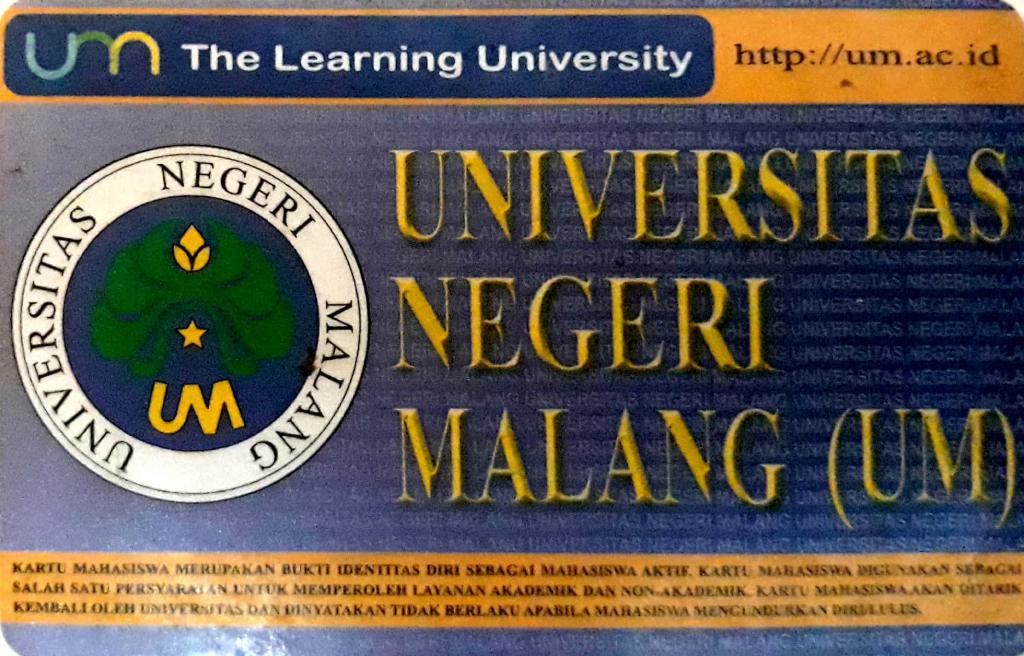 um The Learning University
http://um.ac.id
UNIVERSITAS NEGERI MALANG
UM
UNIVERSITAS
NEGERI
MALANG (UM)
KARTU MAHASISWA MERUPAKAN BUKTI IDENTITAS DIRI SEBAGAI MAHASISWA AKTIF. KARTU MAHASISWA DIGUNAKAN SEBAGAI
SALAH SATU PERSYARATAN UNTUK MEMPEROLEH LAYANAN AKADEMIK DAN NON-AKADEMIK. KARTU MAHASISWA AKAN DITARIK
KEMBALI OLEH UNIVERSITAS DAN DINYATAKAN TIDAK BERLAKU APABILA MAHASISWA MENGUNDURKAN DIRI/LULUS.